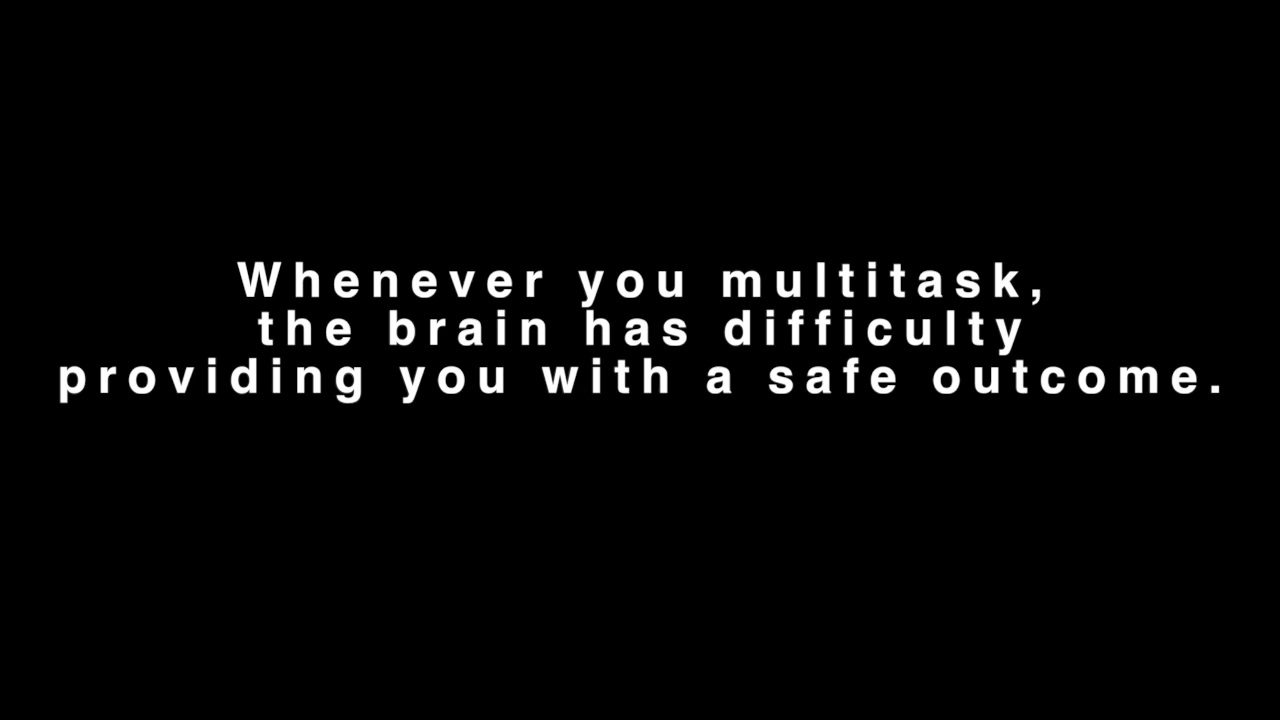 Whenever you multitask,
the brain has difficulty
providing you with a safe outcome.